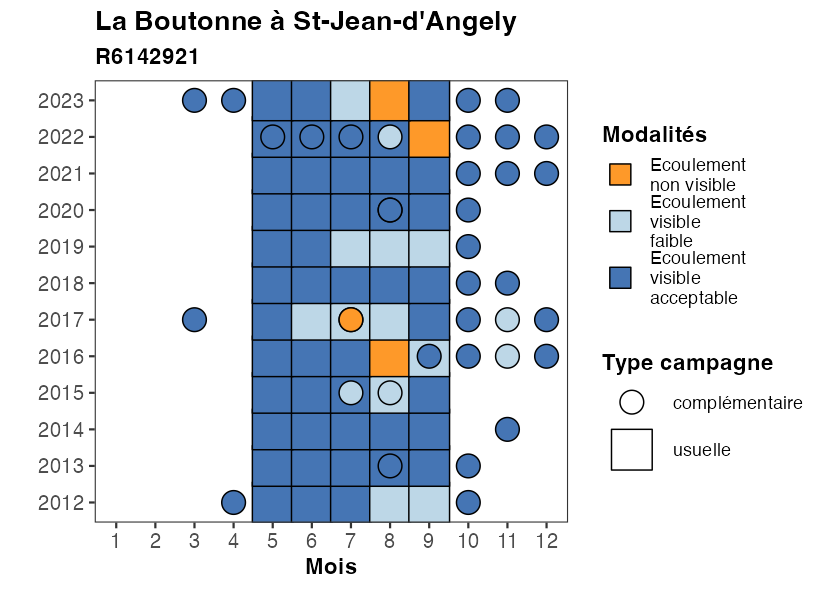 La Boutonne à St-Jean-d'Angely
R6142921
2023
2022
2021
2020
2019
2018
2017
2016
2015
2014
2013
2012
1 2 3 4 5 6 7 8 9 10 11 12
Mois
Modalités
Ecoulement
non visible
Ecoulement
visible
faible
Ecoulement
visible
acceptable
Type campagne
complémentaire
usuelle